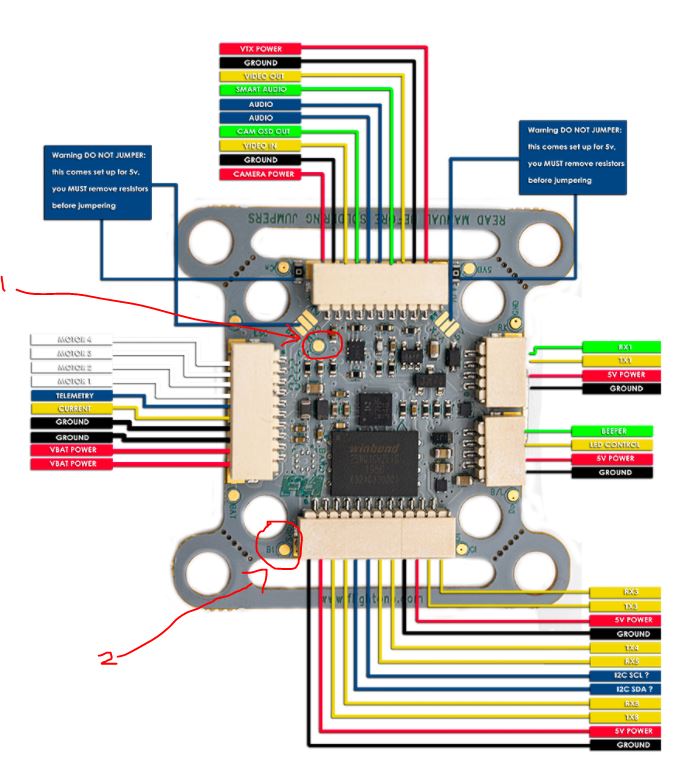 VTX POWER
GROUND
VIDEO OUT
SMART AUDIO
AUDIO
AUDIO
CAM OSD OUT
VIDEO IN
GROUND
CAMERA POWER
Warning DO NOT JUMPER:
this comes set up for 5v,
you MUST remove resistors
before jumpering
Warning DO NOT JUMPER:
this comes set up for 5v,
you MUST remove resistors
before jumpering
READ MANUAL BEFORE SOLDERING JUMPERS
5VD
1
MOTOR 4
MOTOR 3
MOTOR 2
MOTOR 1
TELEMETRY
CURRENT
GROUND
GROUND
VBAT POWER
VBAT POWER
GND
RX1
TX1
5V POWER
GROUND
BEEPER
LED CONTROL
5V POWER
GROUND
winbond
B/L
2
www.flightone.com
RX3
TX3
5V POWER
GROUND
TX4
RX5
I2C SCL ?
I2C SDA ?
RX8
TX8
5V POWER
GROUND